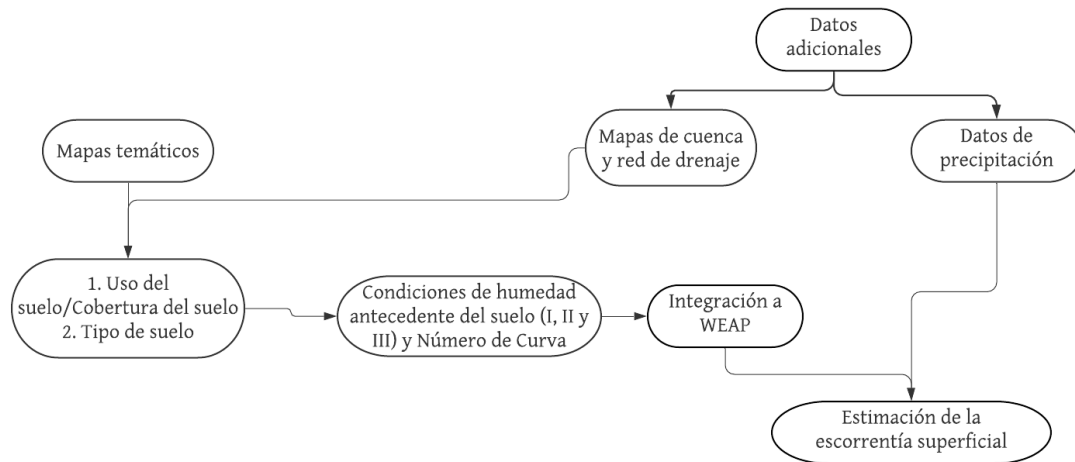 Datos
adicionales
Mapas temáticos
Mapas de cuenca
y red de drenaje
Datos de
precipitación
1. Uso del
suelo/Cobertura del suelo
2. Tipo de suelo
Condiciones de humedad
antecedente del suelo (I, II y
III) y Número de Curva
Integración a
WEAP
Estimación de la
escorrentía superficial